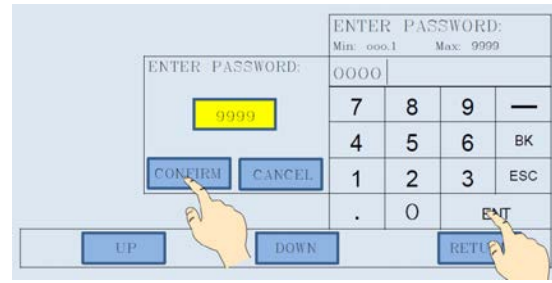 ENTER PASSWORD:
Min: ooo.1 Max: 9999
ENTER PASSWORD:
0000
9999
7 8 9 —
4 5 6 BK
CONFIRM CANCEL
1 2 3 ESC
. 0 ENT
UP DOWN RETU